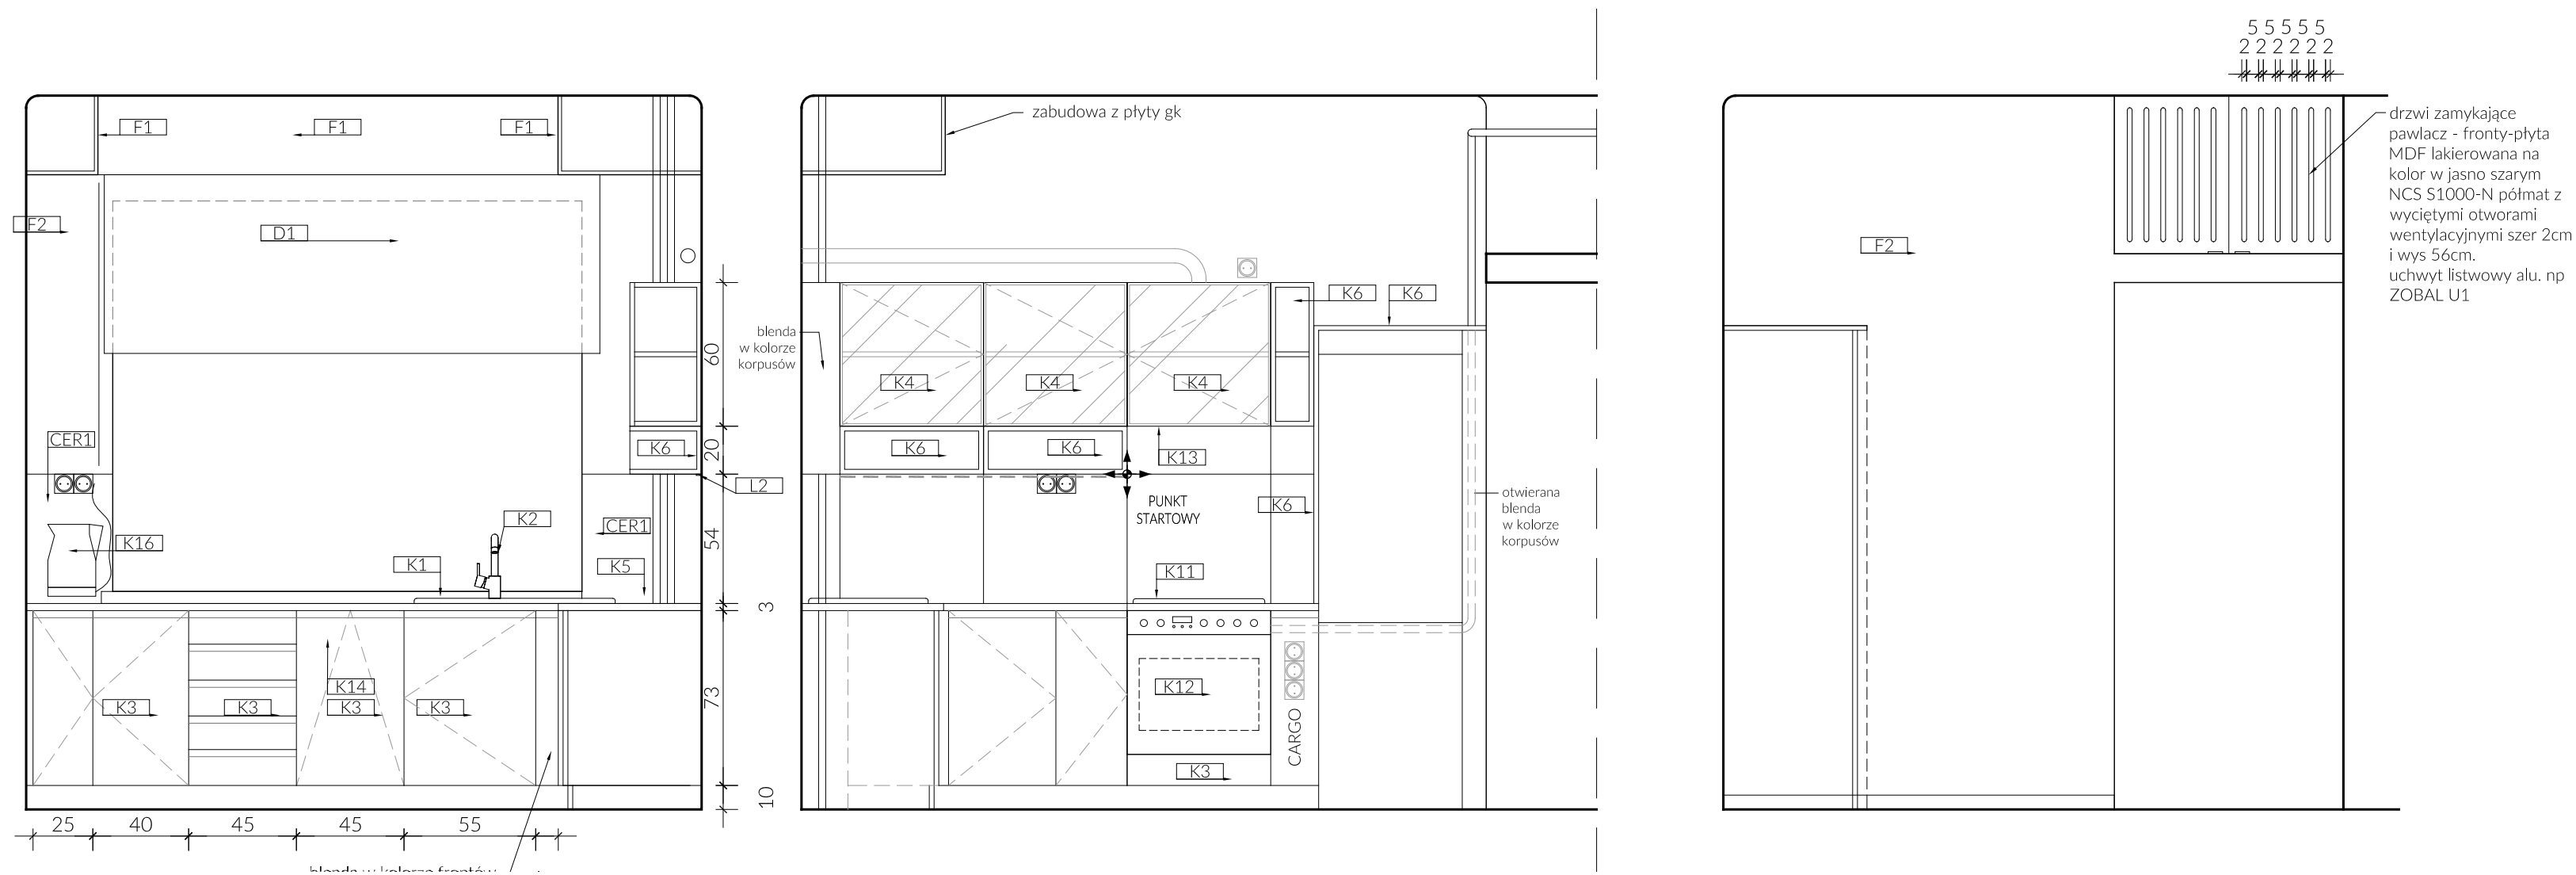 F1
F1
F1
F2
D1
CER1
K6
L2
K16
K2
CER1
K1
K5
K14
K3
K3
K3
K3
60
20
54
3
73
10
25
40
45
45
55
blenda w kolorze frontów
zabudowa z płyty gk
blenda
w kolorze
korpusów
K6
K6
K4
K4
K4
K6
K6
K13
PUNKT
STARTOWY
K6
otwierana
blenda
w kolorze
korpusów
K11
K12
CARGO
K3
5 5 5 5 5
2 2 2 2 2 2
F2
drzwi zamykające
pawlacz - fronty-płyta
MDF lakierowana na
kolor w jasno szarym
NCS S1000-N półmat z
wyciętymi otworami
wentylacyjnymi szer 2cm
i wys 56cm.
uchwyt listwowy alu. np
ZOBAL U1